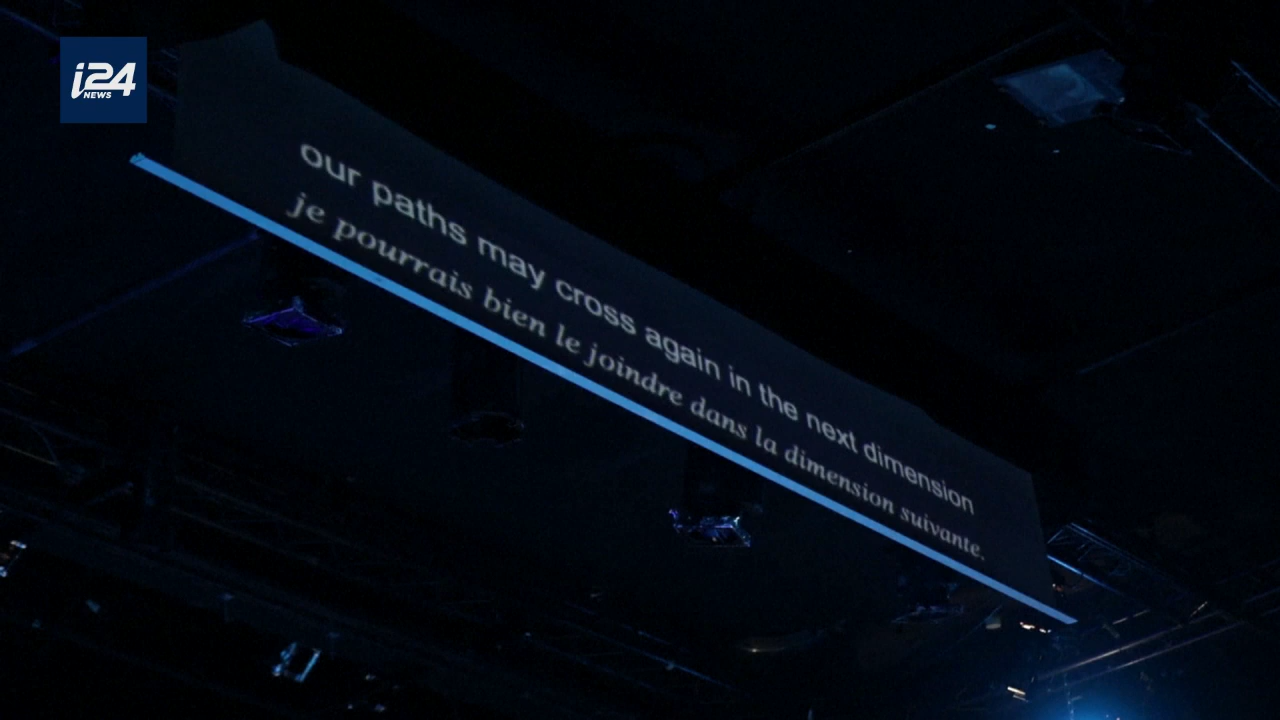 i24
NEWS
our paths may cross again in the next dimension
je pourrais bien le joindre dans la dimension suivante.